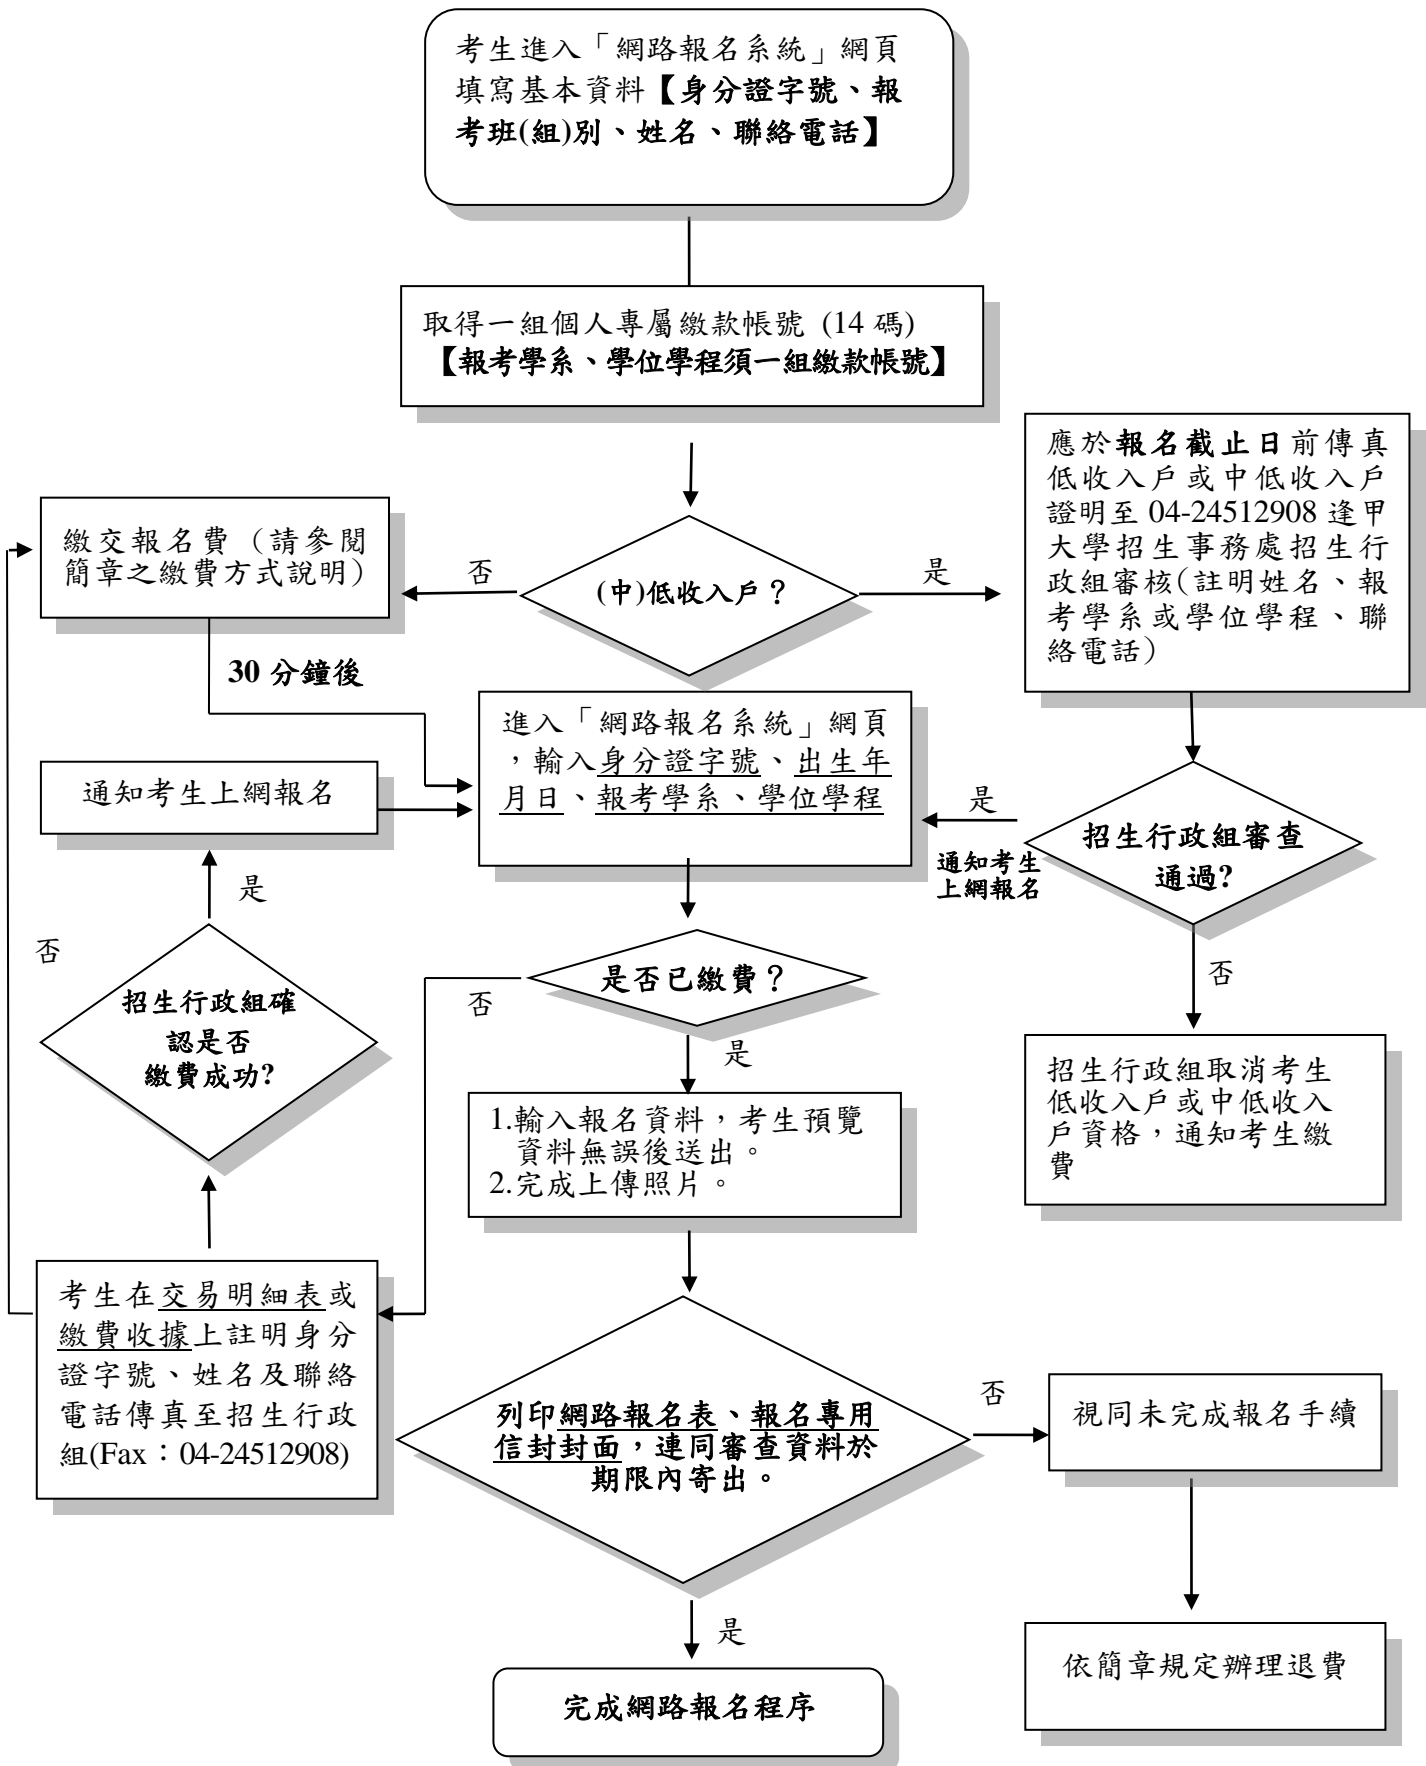 考生進入「網路報名系統」網頁
填寫基本資料【身分證字號、報
考班(組)別、姓名、聯絡電話】
取得一組個人專屬繳款帳號 (14 碼)
【報考學系、學位學程須一組繳款帳號】
應於報名截止日前傳真
低收入戶或中低收入戶
證明至 04-24512908 逢甲
大學招生事務處招生行
政組審核(註明姓名、報
考學系或學位學程、聯
絡電話)
繳交報名費（請參閱
簡章之繳費方式說明）
否
(中)低收入戶？
是
30 分鐘後
進入「網路報名系統」網頁
，輸入身分證字號、出生年
月日、報考學系、學位學程
通知考生上網報名
是
招生行政組審查
通過?
通知考生
上網報名
是
否
招生行政組確
認是否
繳費成功?
是否已繳費？
否
是
否
招生行政組取消考生
低收入戶或中低收入
戶資格，通知考生繳
費
1.輸入報名資料，考生預覽
資料無誤後送出。
2.完成上傳照片。
考生在交易明細表或
繳費收據上註明身分
證字號、姓名及聯絡
電話傳真至招生行政
組(Fax：04-24512908)
列印網路報名表、報名專用
信封封面，連同審查資料於
期限內寄出。
否
視同未完成報名手續
是
依簡章規定辦理退費
完成網路報名程序